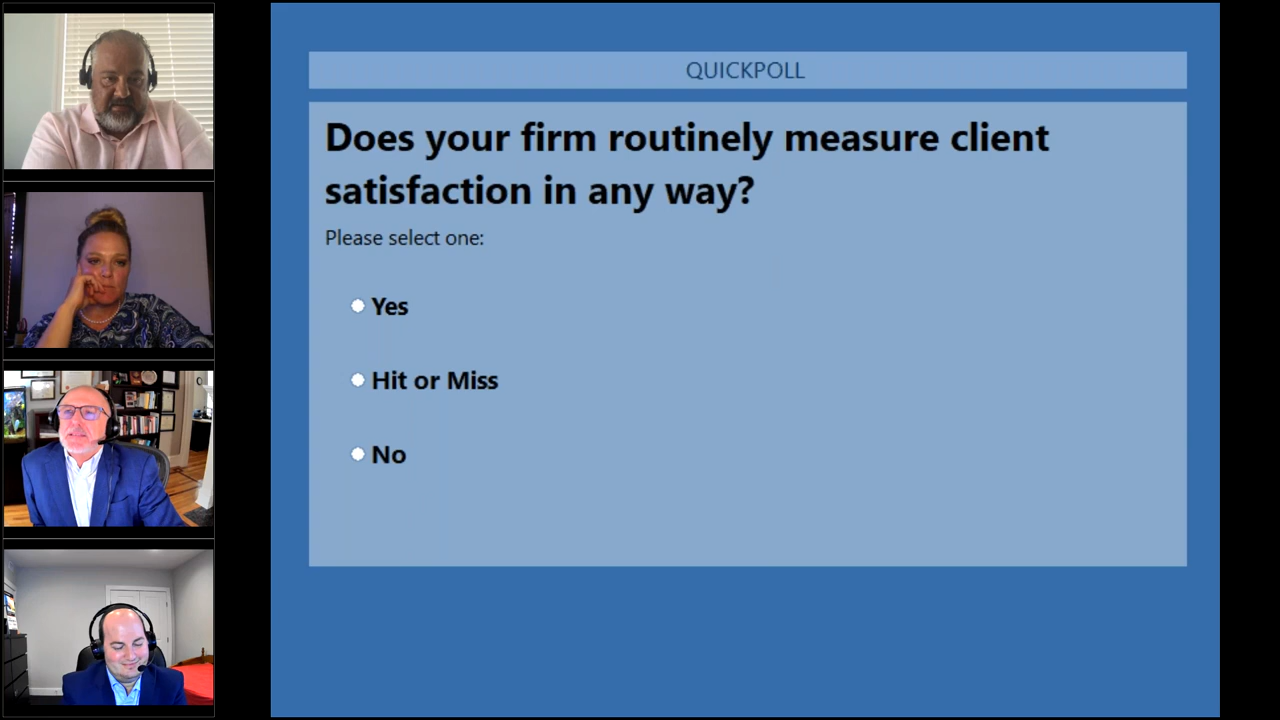 QUICKPOLL
Does your firm routinely measure client
satisfaction in any way?
Please select one:
Yes
Hit or Miss
No